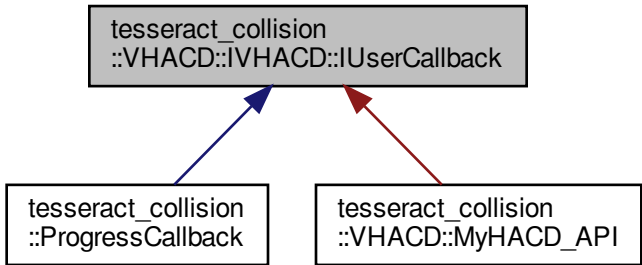 tesseract_collision
::VHACD::IVHACD::IUserCallback
tesseract_collision
::ProgressCallback
tesseract_collision
::VHACD::MyHACD_API